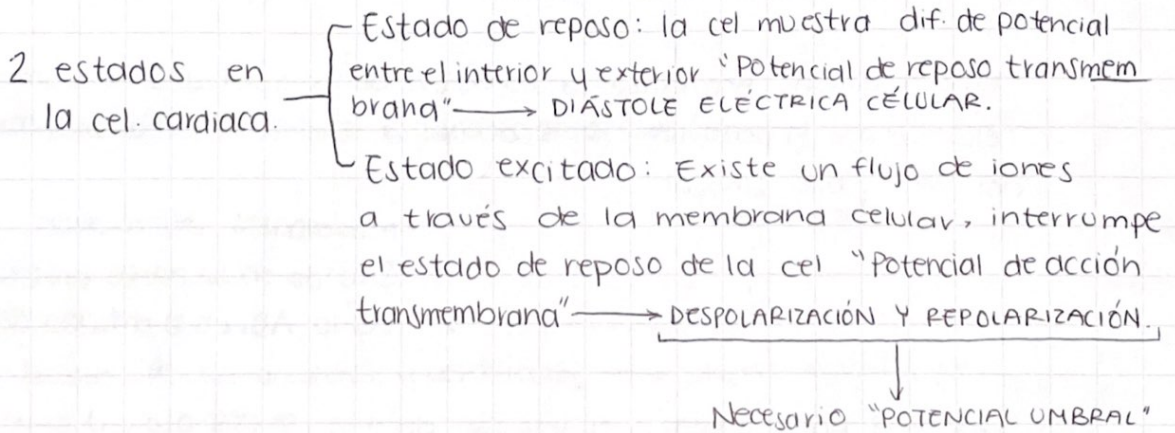 2 estados en
la cel. cardiaca.
Estado de reposo: la cel muestra dif. de potencial
entre el interior y exterior "Potencial de reposo transmem
brana" → DIÁSTOLE ELÉCTRICA CÉLULAR.
Estado excitado: Existe un flujo de iones
a través de la membrana celular, interrumpe
el estado de reposo de la cel "Potencial de acción
transmembrana" → DESPOLARIZACIÓN Y REPOLARIZACIÓN.
Necesario "POTENCIAL UMBRAL"